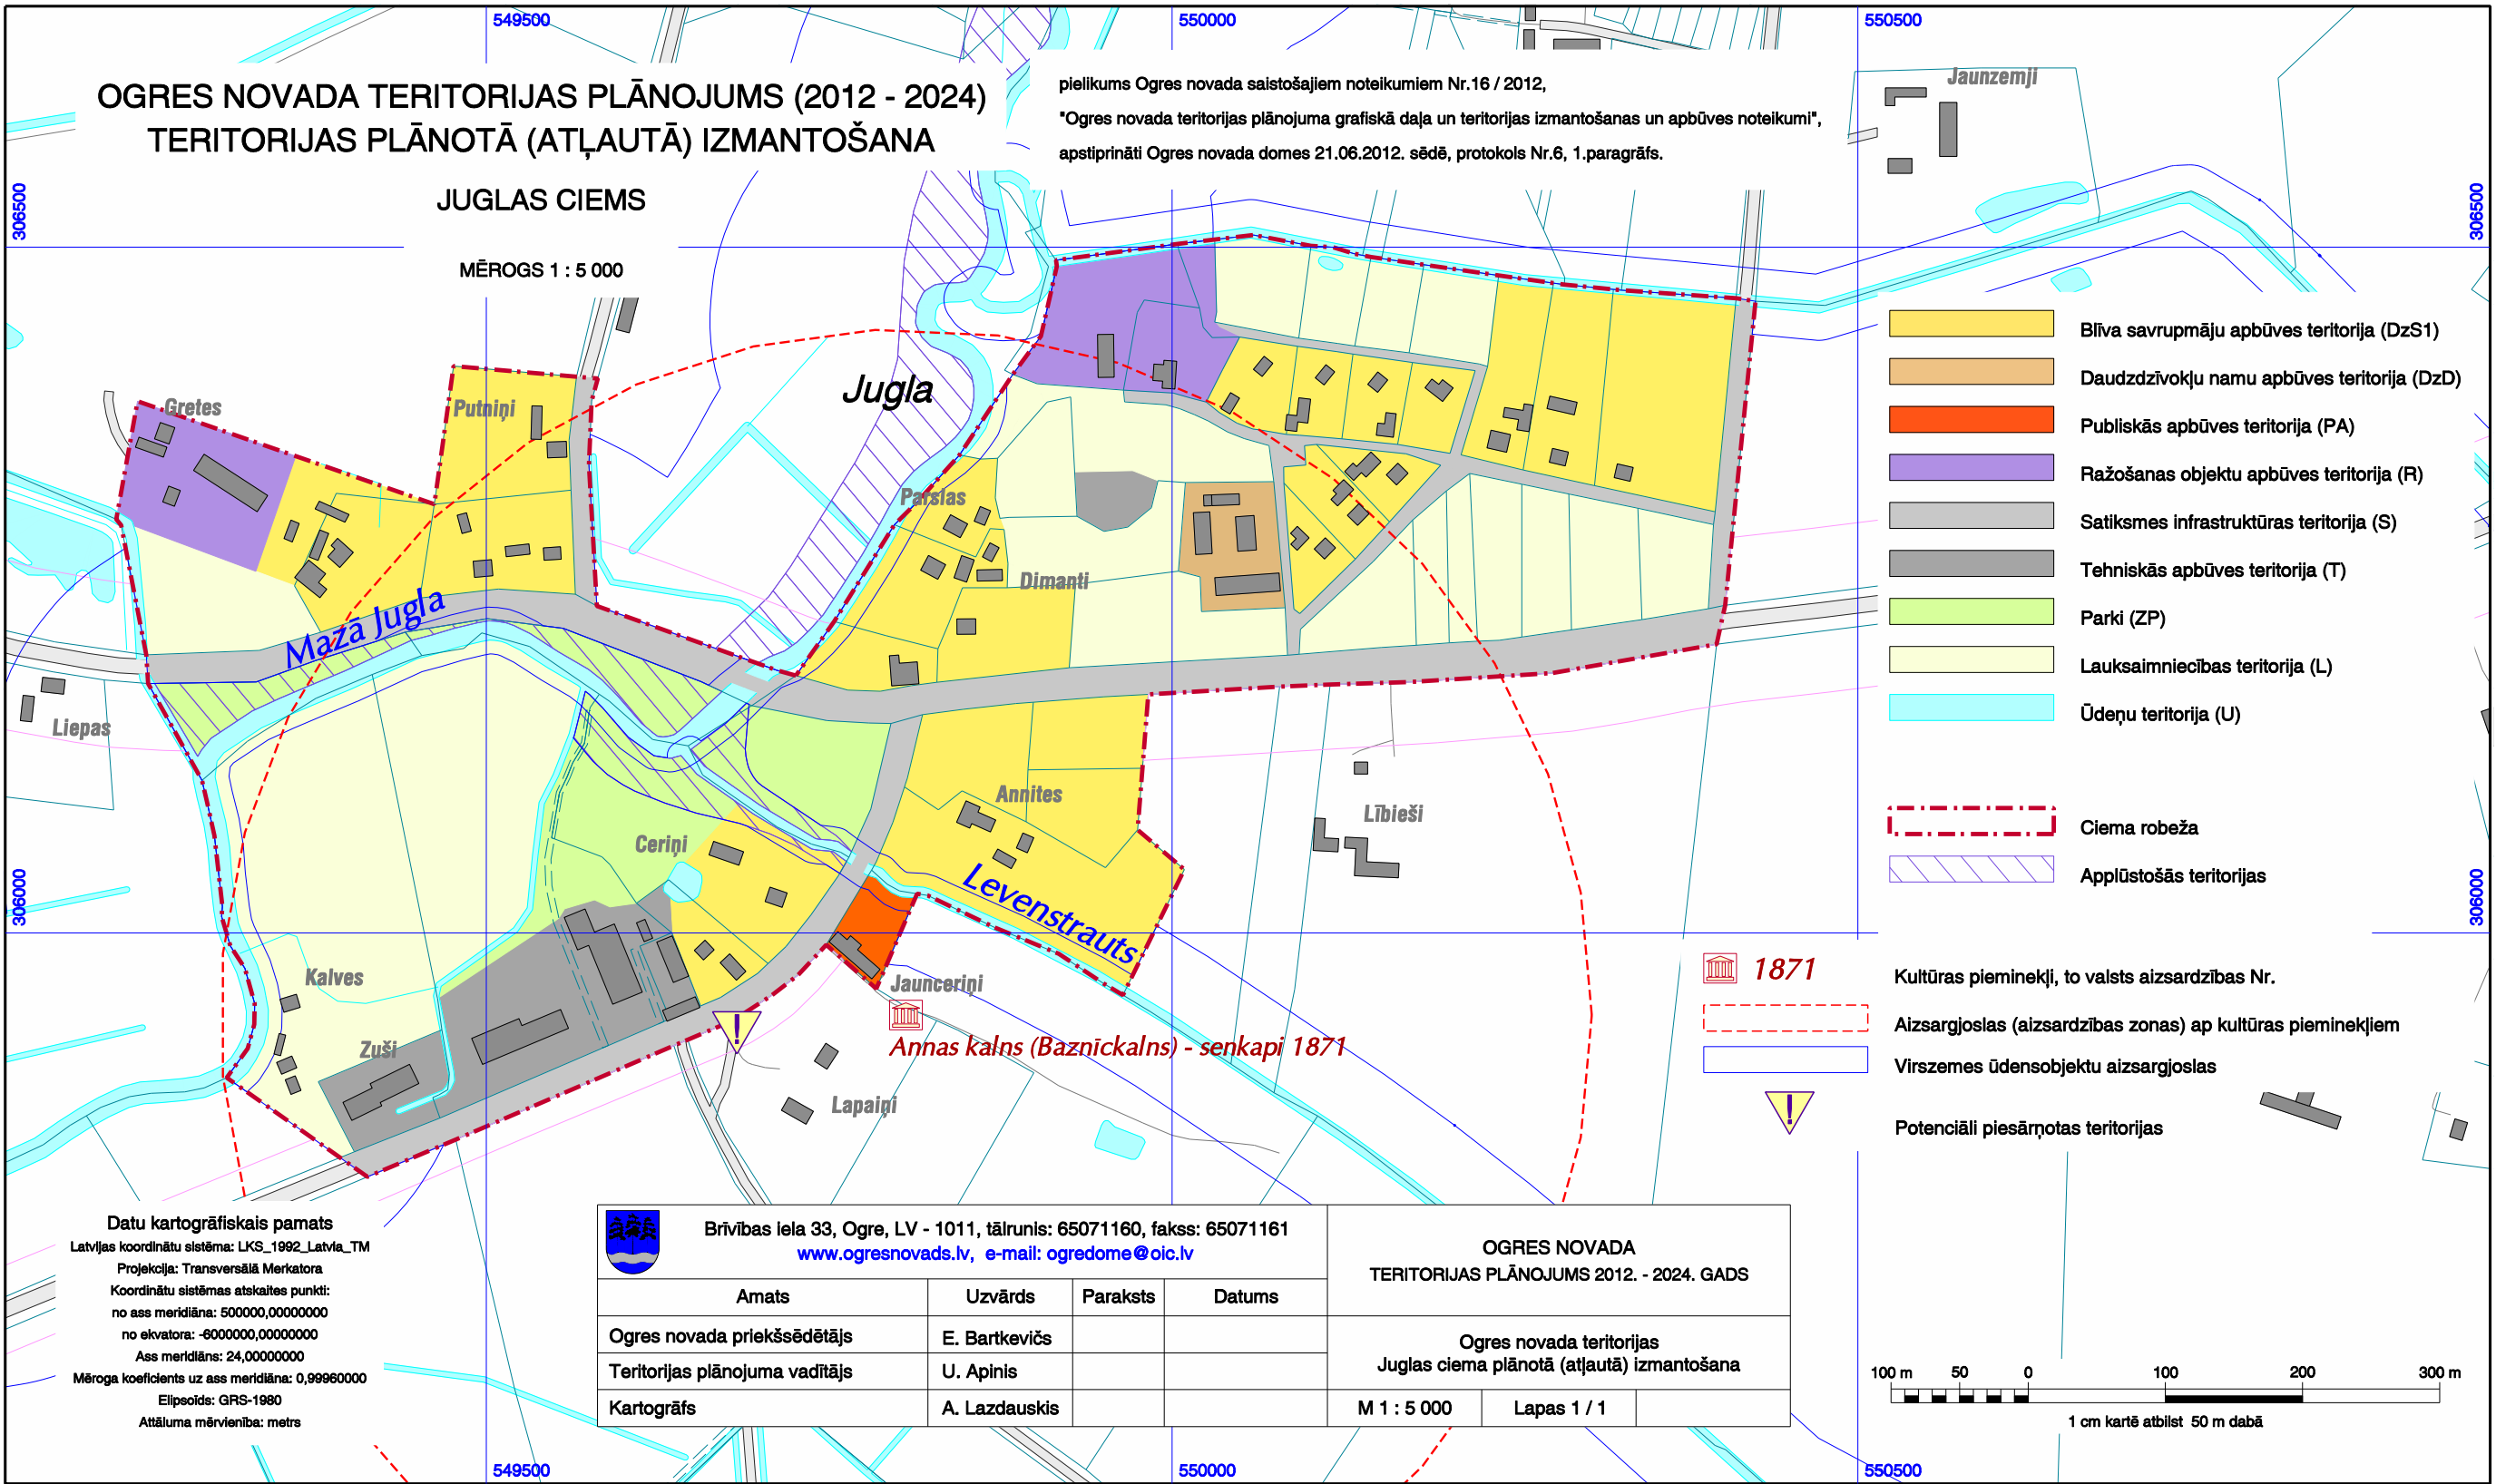 549500
550000
550500
OGRES NOVADA TERITORIJAS PLĀNOJUMS (2012 - 2024)
TERITORIJAS PLĀNOTĀ (ATĻAUTĀ) IZMANTOŠANA
JUGLAS CIEMS
MĒROGS 1 : 5 000
pielikums Ogres novada saistošajiem noteikumiem Nr.16 / 2012,
"Ogres novada teritorijas plānojuma grafiskā daļa un teritorijas izmantošanas un apbūves noteikumi",
apstiprināti Ogres novada domes 21.06.2012. sēdē, protokols Nr.6, 1.paragrāfs.
Jaunzemji
306500
306500
Gretes
Putniņi
Jugla
Parslas
Dimanti
Mazā Jugla
Liepas
Annites
Lībieši
Ceriņi
Levenstrauts
306000
306000
Kalves
Zuši
Jaunceriņi
Annas kalns (Baznīckalns) - senkapi 1871
Lapaiņi
Blīva savrupmāju apbūves teritorija (DzS1)
Daudzdzīvokļu namu apbūves teritorija (DzD)
Publiskās apbūves teritorija (PA)
Ražošanas objektu apbūves teritorija (R)
Satiksmes infrastruktūras teritorija (S)
Tehniskās apbūves teritorija (T)
Parki (ZP)
Lauksaimniecības teritorija (L)
Ūdeņu teritorija (U)
Ciema robeža
Applūstošās teritorijas
1871 Kultūras pieminekļi, to valsts aizsardzības Nr.
Aizsargjoslas (aizsardzības zonas) ap kultūras pieminekļiem
Virszemes ūdensobjektu aizsargjoslas
! Potenciāli piesārņotas teritorijas
Datu kartogrāfiskais pamats
Latvijas koordinātu sistēma: LKS_1992_Latvia_TM
Projekcija: Transversālā Merkatora
Koordinātu sistēmas atskaites punkti:
no ass meridiāna: 500000,00000000
no ekvatora: -6000000,00000000
Ass meridiāns: 24,00000000
Mēroga koeficients uz ass meridiāna: 0,99960000
Elipsoīds: GRS-1980
Attāluma mērvienība: metrs
Brīvības iela 33, Ogre, LV - 1011, tālrunis: 65071160, fakss: 65071161
www.ogresnovads.lv, e-mail: ogredome@oic.lv
Amats Uzvārds Paraksts Datums
Ogres novada priekšsēdētājs E. Bartkevičs
Teritorijas plānojuma vadītājs U. Apinis
Kartogrāfs A. Lazdauskis
OGRES NOVADA
TERITORIJAS PLĀNOJUMS 2012. - 2024. GADS
Ogres novada teritorijas
Juglas ciema plānotā (atļautā) izmantošana
M 1 : 5 000 Lapas 1 / 1
100 m 50 0 100 200 300 m
1 cm kartē atbilst 50 m dabā
549500
550000
550500